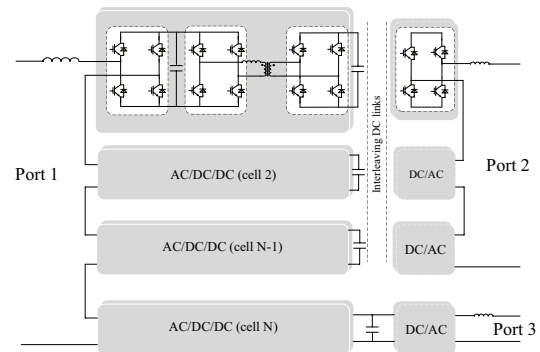 Interleaving DC links
Port 1
Port 2
AC/DC/DC (cell 2)
DC/AC
AC/DC/DC (cell N-1)
DC/AC
AC/DC/DC (cell N)
DC/AC
Port 3